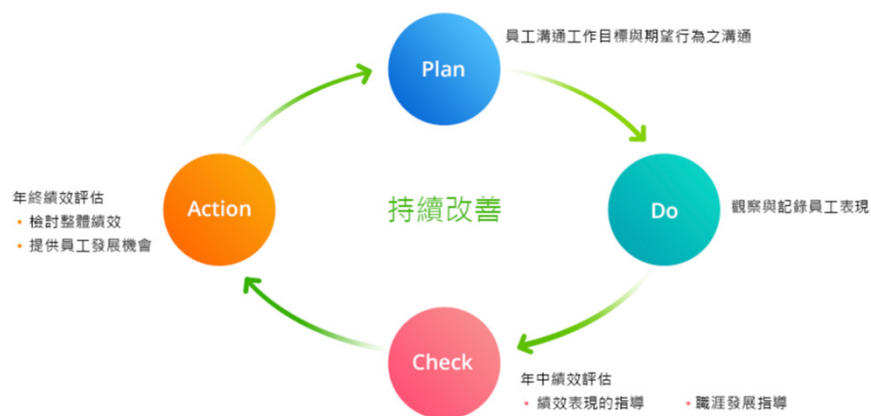 Plan
員工溝通工作目標與期望行為之溝通
Do
觀察與記錄員工表現
Check
年中績效評估
• 績效表現的指導 • 職涯發展指導
Action
年終績效評估
• 檢討整體績效
• 提供員工發展機會
持續改善